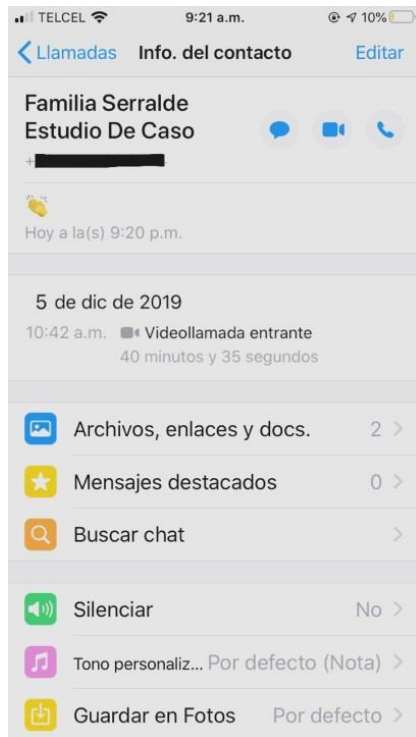 TELCEL 9:21 a.m. 10%
Llamadas Info. del contacto Editar
Familia Serralde
Estudio De Caso
+
👏
Hoy a la(s) 9:20 p.m.
5 de dic de 2019
10:42 a.m. Videollamada entrante
40 minutos y 35 segundos
Archivos, enlaces y docs. 2
Mensajes destacados 0
Buscar chat
Silenciar No
Tono personaliz... Por defecto (Nota)
Guardar en Fotos Por defecto